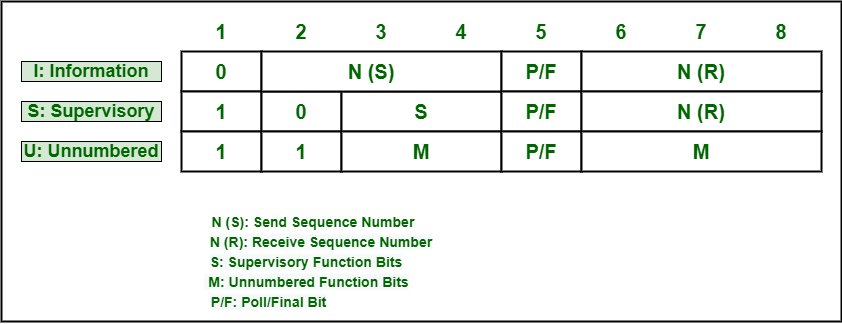 1 2 3 4 5 6 7 8
I: Information 0 N (S) P/F N (R)
S: Supervisory 1 0 S P/F N (R)
U: Unnumbered 1 1 M P/F M
N (S): Send Sequence Number
N (R): Receive Sequence Number
S: Supervisory Function Bits
M: Unnumbered Function Bits
P/F: Poll/Final Bit